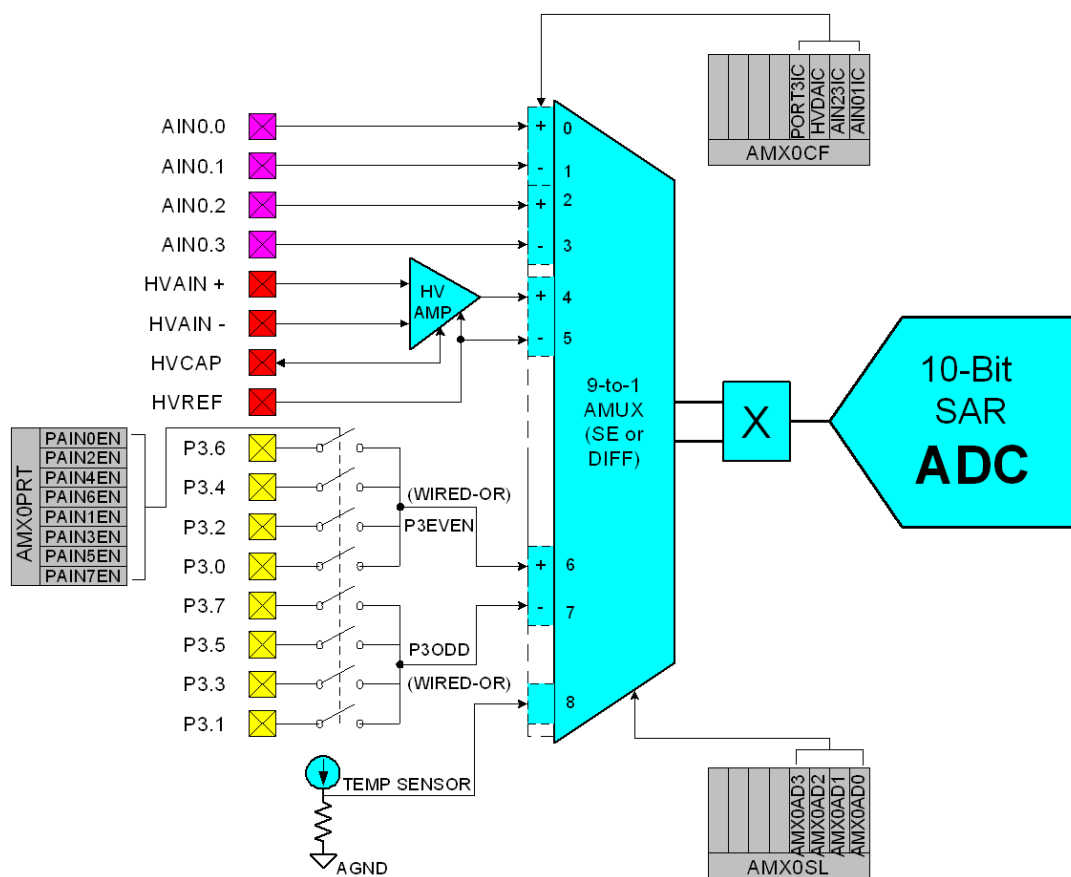 PORT3IC
HVDAIC
AIN23IC
AIN01IC
AMX0CF
AIN0.0
+
0
AIN0.1
-
1
AIN0.2
+
2
AIN0.3
-
3
HVAIN +
HV
AMP
+
4
HVAIN -
-
5
HVCAP
HVREF
9-to-1
AMUX
(SE or
DIFF)
X
10-Bit
SAR
ADC
AMX0PRT
PAIN0EN
PAIN2EN
PAIN4EN
PAIN6EN
PAIN1EN
PAIN3EN
PAIN5EN
PAIN7EN
P3.6
P3.4
(WIRED-OR)
P3.2
P3EVEN
P3.0
+
6
P3.7
-
7
P3.5
P3ODD
P3.3
(WIRED-OR)
P3.1
8
TEMP SENSOR
AGND
AMX0AD3
AMX0AD2
AMX0AD1
AMX0AD0
AMX0SL